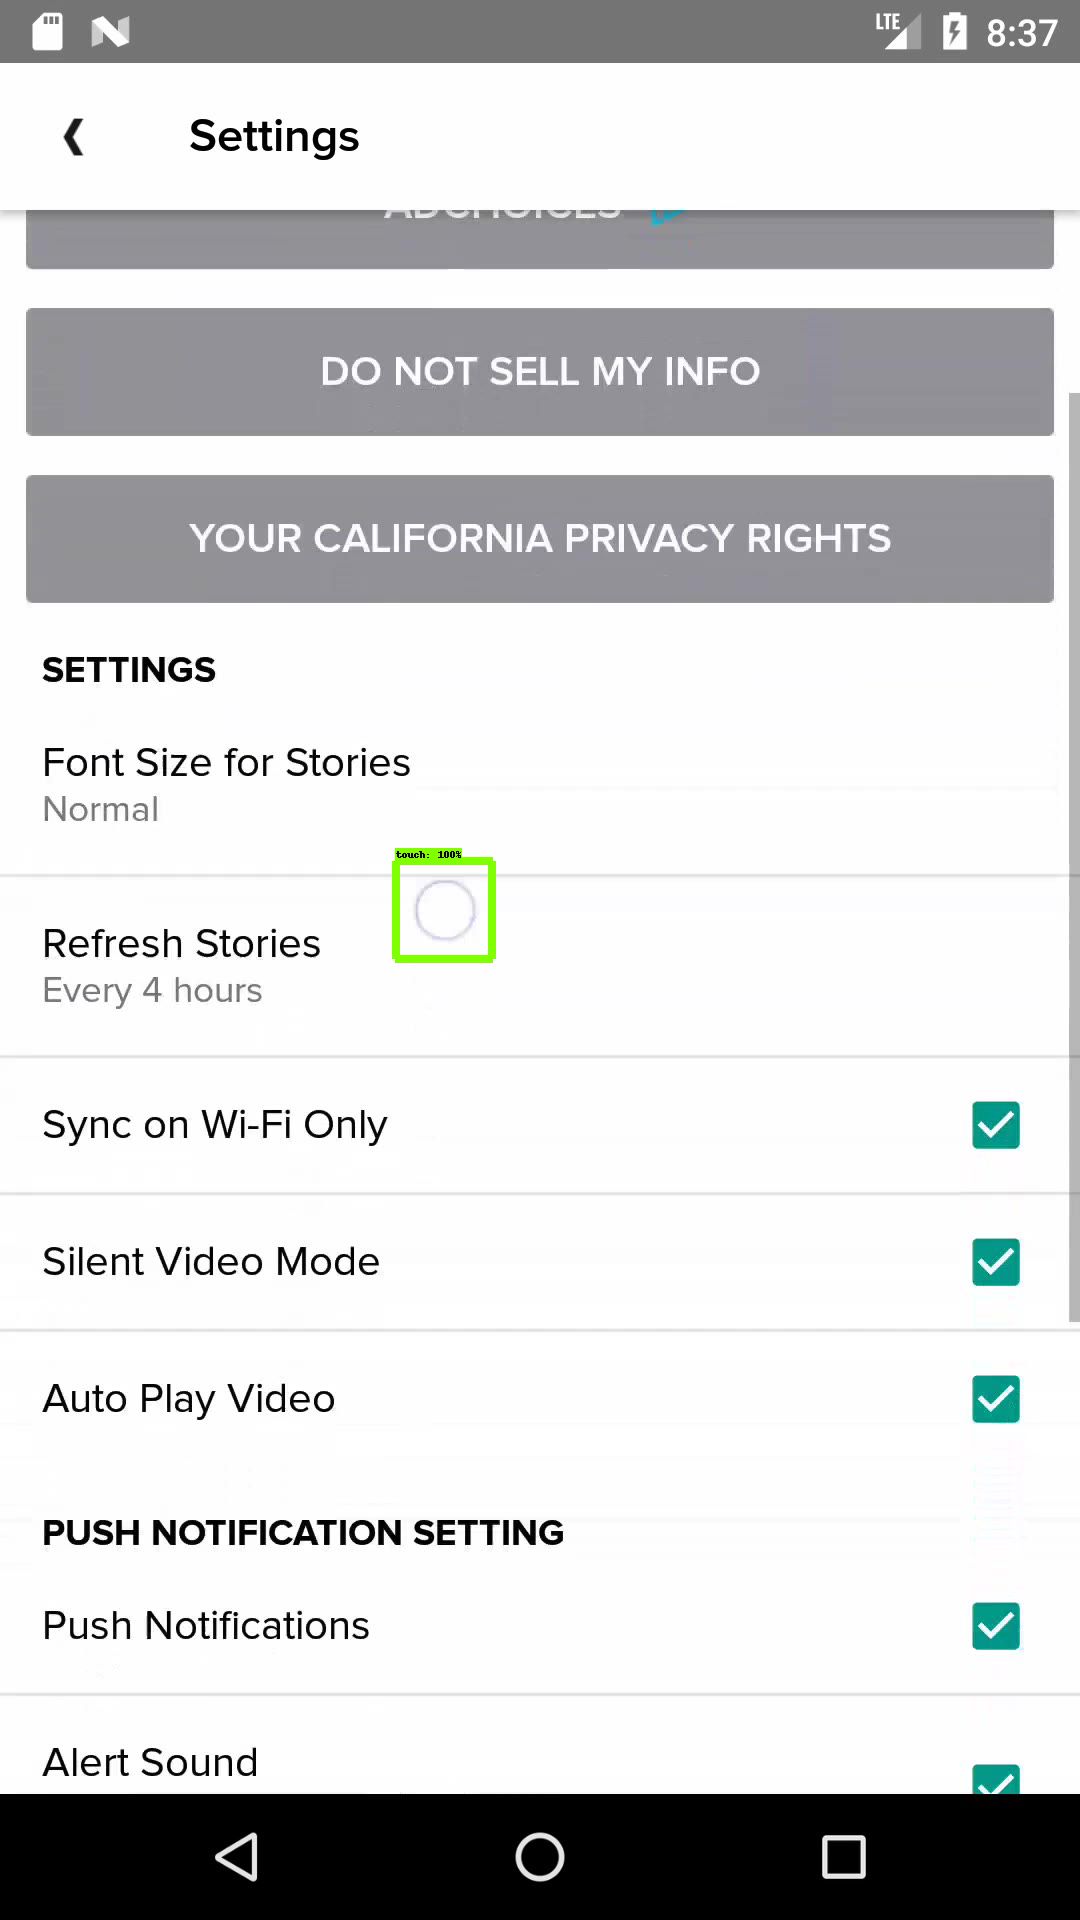 LTE 8:37
Settings
ADCHOICES
DO NOT SELL MY INFO
YOUR CALIFORNIA PRIVACY RIGHTS
SETTINGS
Font Size for Stories
Normal
touch: 100%
Refresh Stories
Every 4 hours
Sync on Wi-Fi Only
Silent Video Mode
Auto Play Video
PUSH NOTIFICATION SETTING
Push Notifications
Alert Sound